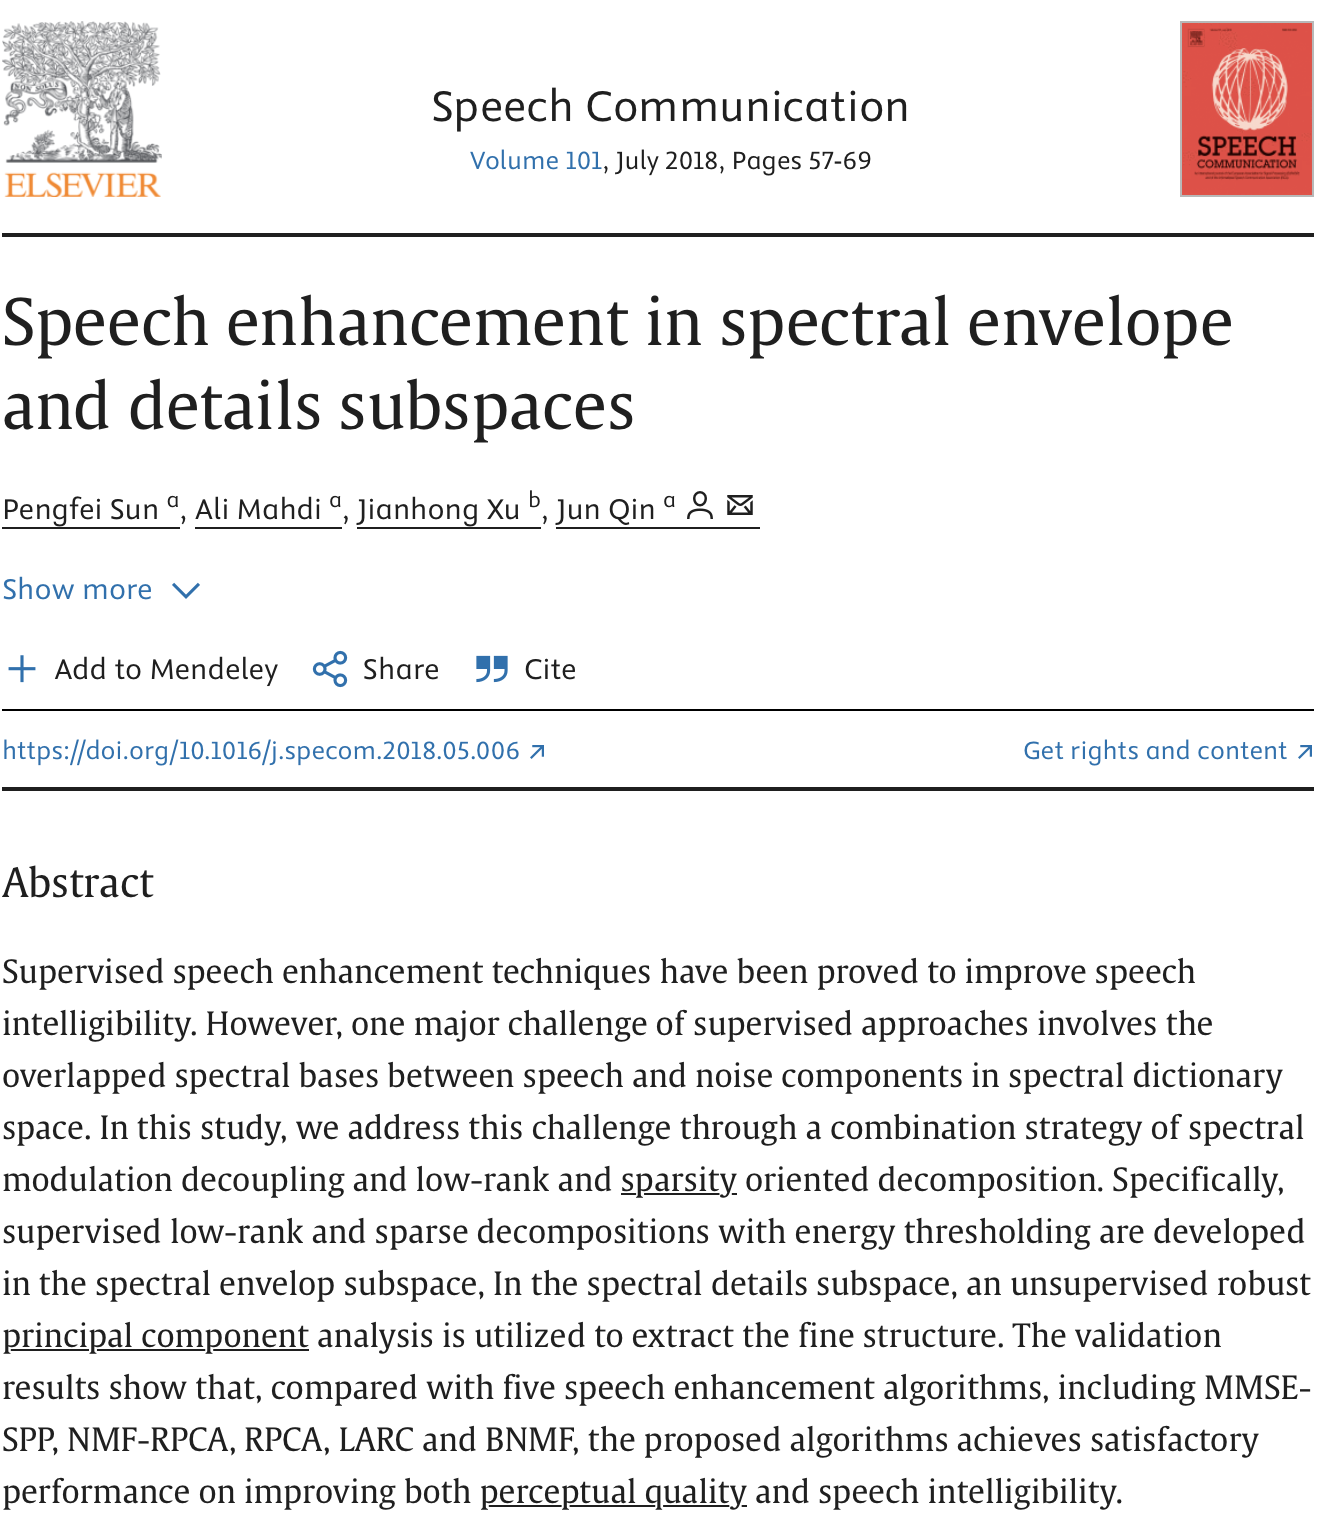 ELSEVIER
Speech Communication
Volume 101, July 2018, Pages 57-69
SPEECH
COMMUNICATION
Speech enhancement in spectral envelope
and details subspaces
Pengfei Sun a, Ali Mahdi a, Jianhong Xu b, Jun Qin a
Show more
Add to Mendeley Share Cite
https://doi.org/10.1016/j.specom.2018.05.006 Get rights and content
Abstract
Supervised speech enhancement techniques have been proved to improve speech
intelligibility. However, one major challenge of supervised approaches involves the
overlapped spectral bases between speech and noise components in spectral dictionary
space. In this study, we address this challenge through a combination strategy of spectral
modulation decoupling and low-rank and sparsity oriented decomposition. Specifically,
supervised low-rank and sparse decompositions with energy thresholding are developed
in the spectral envelop subspace, In the spectral details subspace, an unsupervised robust
principal component analysis is utilized to extract the fine structure. The validation
results show that, compared with five speech enhancement algorithms, including MMSE-
SPP, NMF-RPCA, RPCA, LARC and BNMF, the proposed algorithms achieves satisfactory
performance on improving both perceptual quality and speech intelligibility.